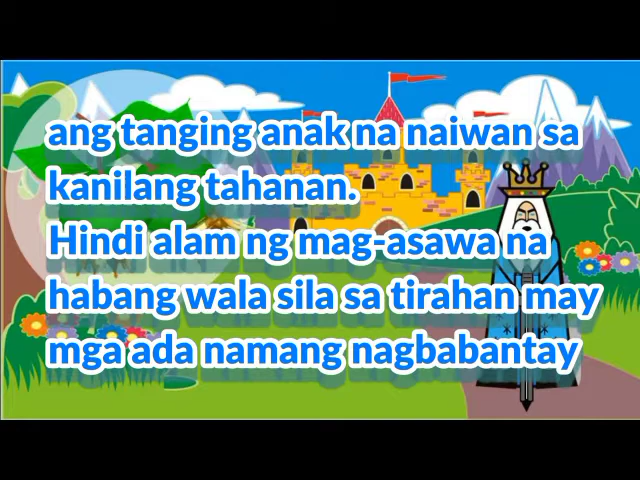 ang tanging anak na naiwan sa
kanilang tahanan.
Hindi alam ng mag-asawa na
habang wala sila sa tirahan may
mga ada namang nagbabantay